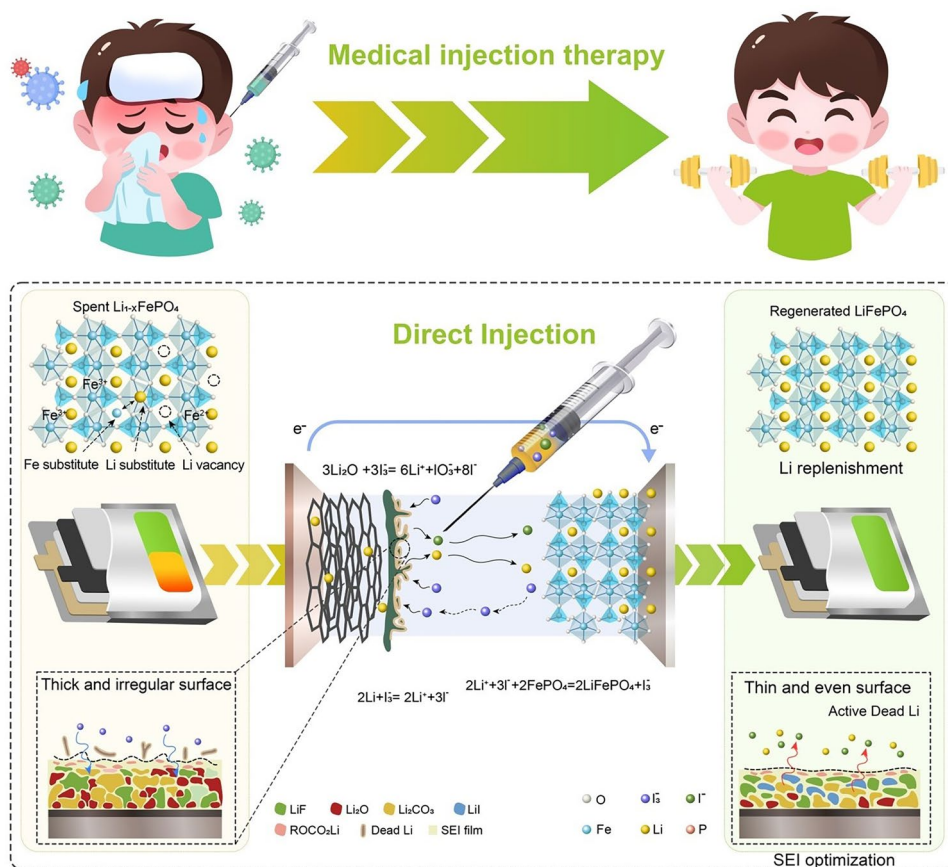 Medical injection therapy
Spent Li₁₋ₓFePO₄
Fe³⁺
Fe³⁺
Fe²⁺
Fe substitute
Li substitute
Li vacancy
Direct Injection
e⁻
e⁻
3Li₂O +3I₃⁻= 6Li⁺+IO₃⁻+8I⁻
2Li+I₃⁻= 2Li⁺+3I⁻
2Li⁺+3I⁻+2FePO₄=2LiFePO₄+I₃⁻
Regenerated LiFePO₄
Li replenishment
Thick and irregular surface
Thin and even surface
Active Dead Li
LiF
Li₂O
Li₂CO₃
LiI
ROCO₂Li
Dead Li
SEI film
O
I₃⁻
I⁻
Fe
Li
P
SEI optimization